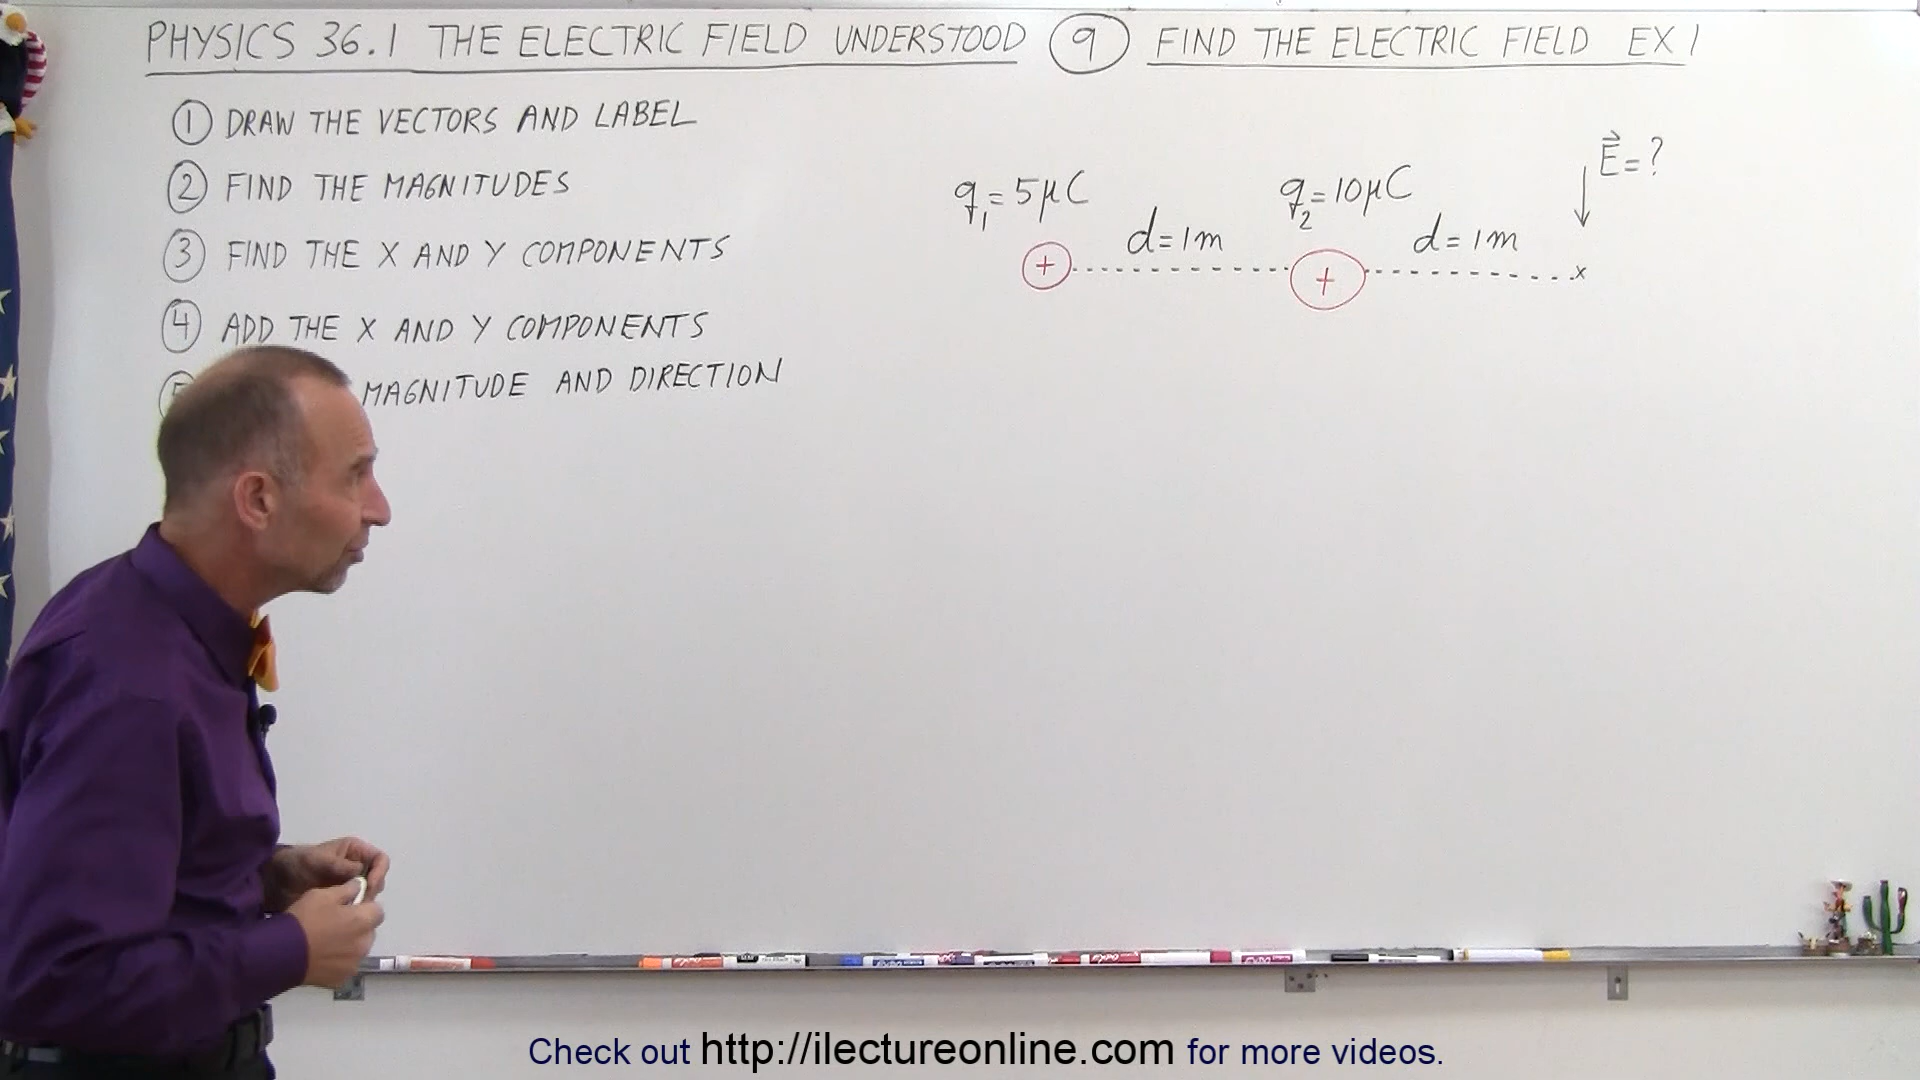 PHYSICS 36.1 THE ELECTRIC FIELD UNDERSTOOD 9 FIND THE ELECTRIC FIELD EX 1
1 DRAW THE VECTORS AND LABEL
2 FIND THE MAGNITUDES
3 FIND THE X AND Y COMPONENTS
4 ADD THE X AND Y COMPONENTS
5 MAGNITUDE AND DIRECTION
E⃗=?
q₁=5μC q₂=10μC
d=1m d=1m
+ + x
Check out http://ilectureonline.com for more videos.